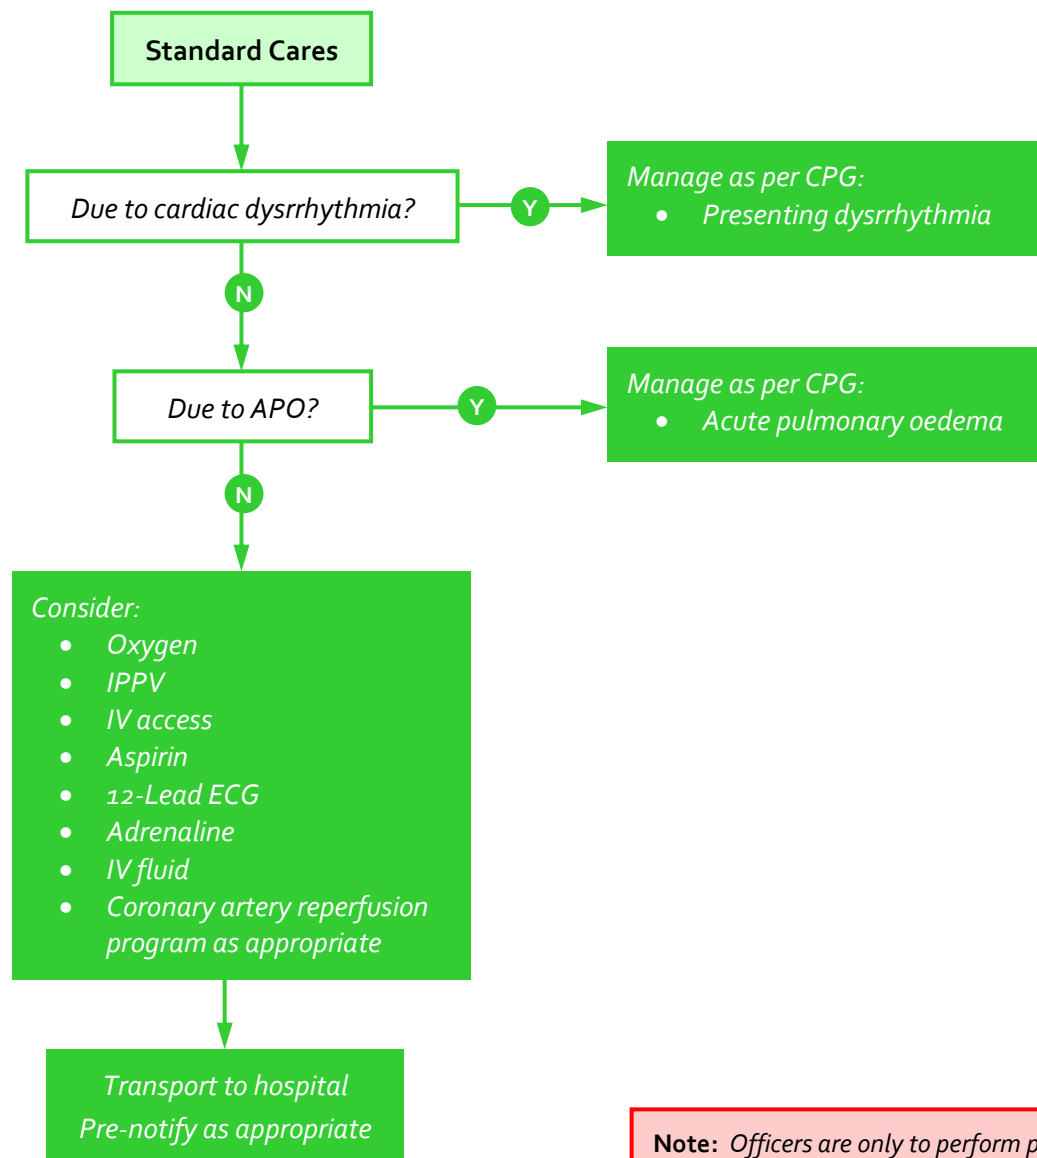 Standard Cares
Due to cardiac dysrrhythmia?
Y
Manage as per CPG:
• Presenting dysrrhythmia
N
Due to APO?
Y
Manage as per CPG:
• Acute pulmonary oedema
N
Consider:
• Oxygen
• IPPV
• IV access
• Aspirin
• 12-Lead ECG
• Adrenaline
• IV fluid
• Coronary artery reperfusion
program as appropriate
Transport to hospital
Pre-notify as appropriate
Note: Officers are only to perform p